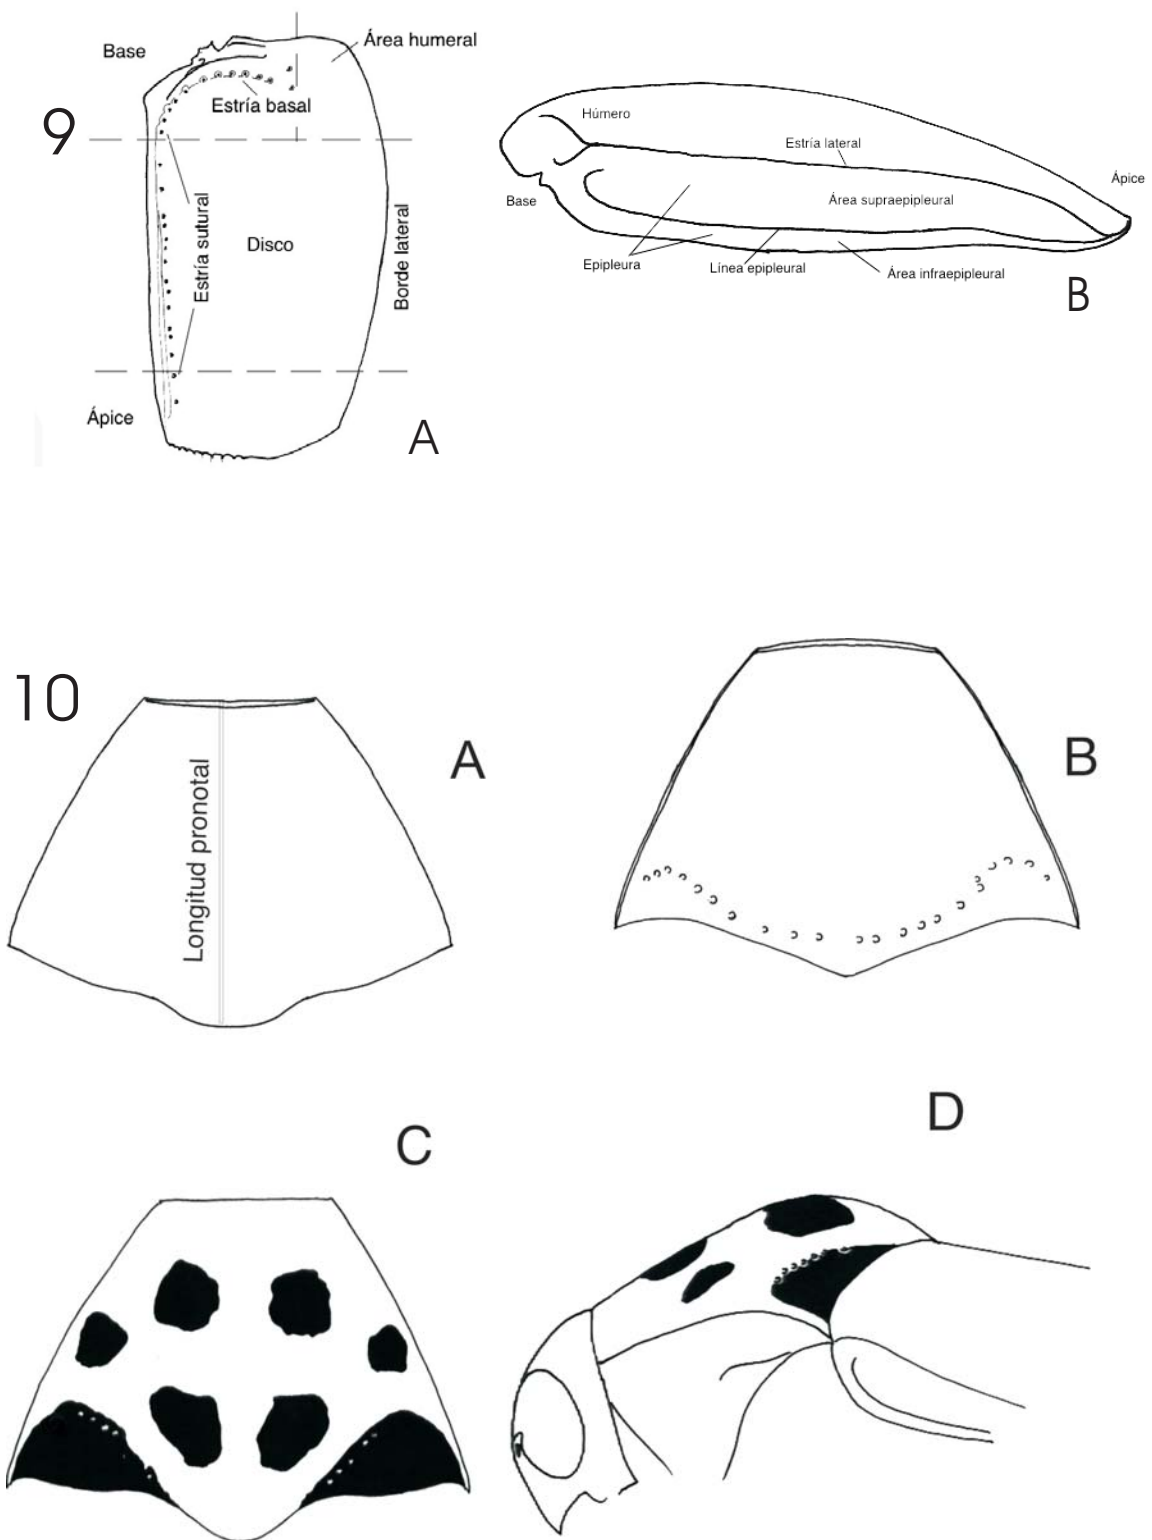 9
Base
Área humeral
Estría basal
Estría sutural
Disco
Borde lateral
Ápice
A
Húmero
Estría lateral
Ápice
Base
Área supraepipleural
Epipleura
Línea epipleural
Área infraepipleural
B
10
Longitud pronotal
A
B
C
D